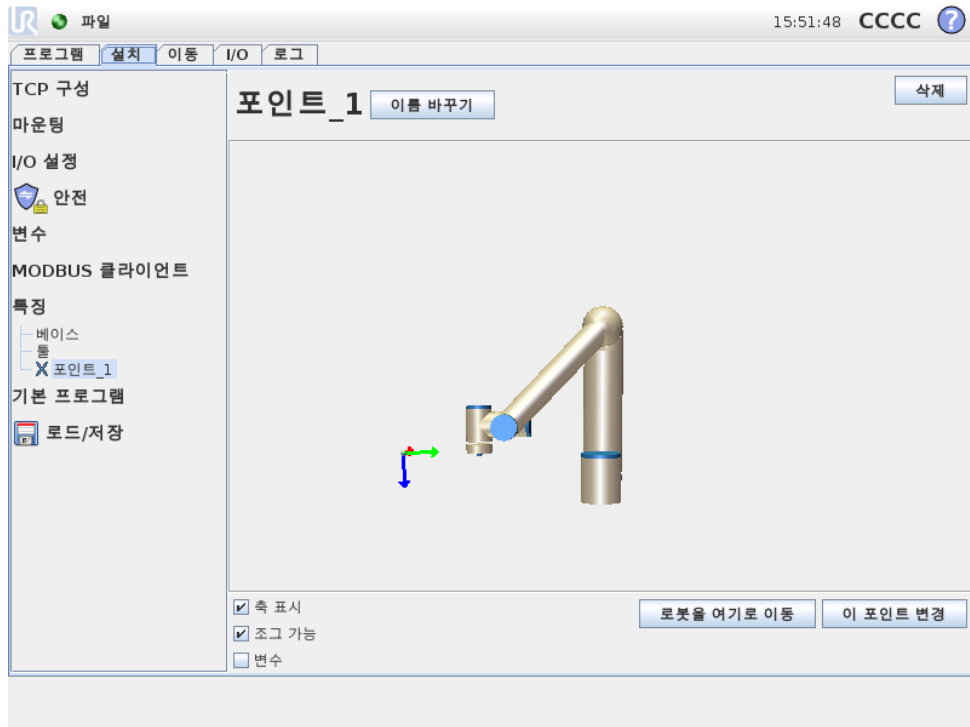 UR 파일 15:51:48 CCCC ?
프로그램 설치 이동 I/O 로그
TCP 구성
마운팅
I/O 설정
안전
변수
MODBUS 클라이언트
특징
베이스
툴
포인트_1
기본 프로그램
로드/저장
포인트_1 이름 바꾸기 삭제
축 표시
조그 가능
변수
로봇을 여기로 이동 이 포인트 변경